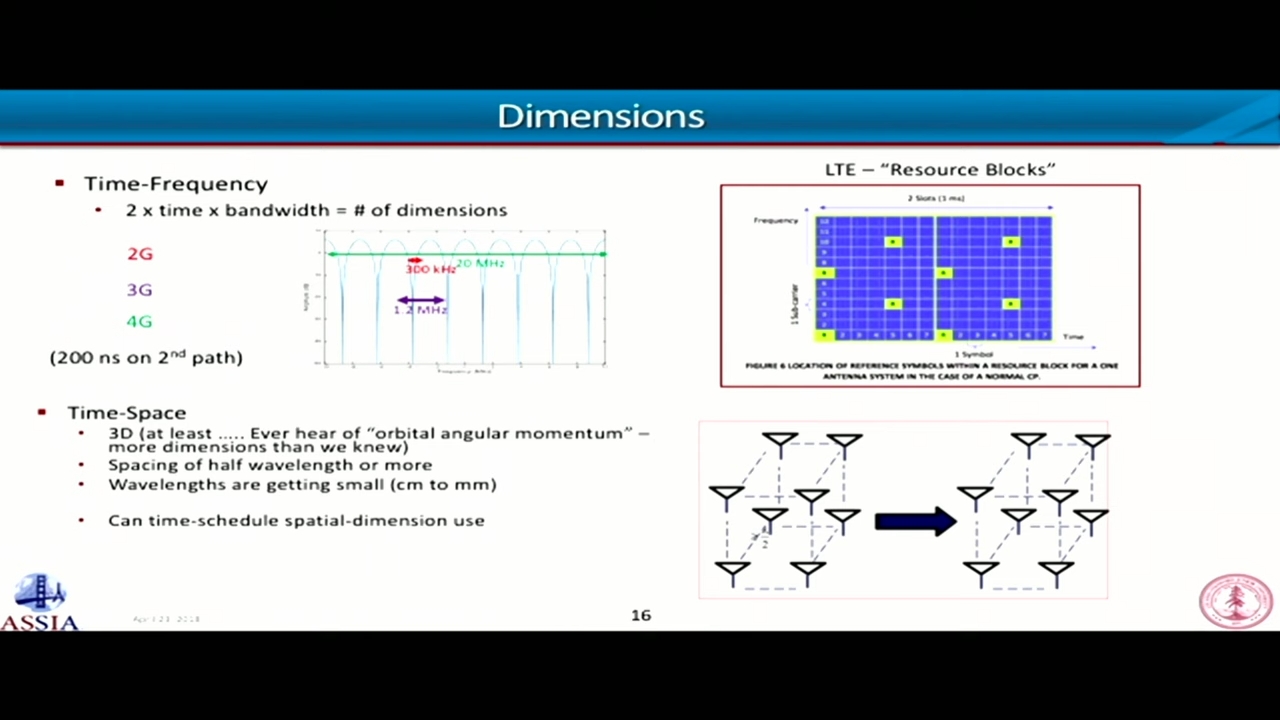 Dimensions
Time-Frequency
2 x time x bandwidth = # of dimensions
2G
3G
4G
(200 ns on 2nd path)
20 MHz
300 kHz
1.2 MHz
Time-Space
3D (at least ..... Ever hear of “orbital angular momentum” –
more dimensions than we knew)
Spacing of half wavelength or more
Wavelengths are getting small (cm to mm)
Can time-schedule spatial-dimension use
LTE – “Resource Blocks”
2 Slots (1 ms)
Frequency
1 Sub-carrier
Time
1 Symbol
FIGURE 6 LOCATION OF REFERENCE SYMBOLS WITHIN A RESOURCE BLOCK FOR A ONE
ANTENNA SYSTEM IN THE CASE OF A NORMAL CP.
ASSIA
16